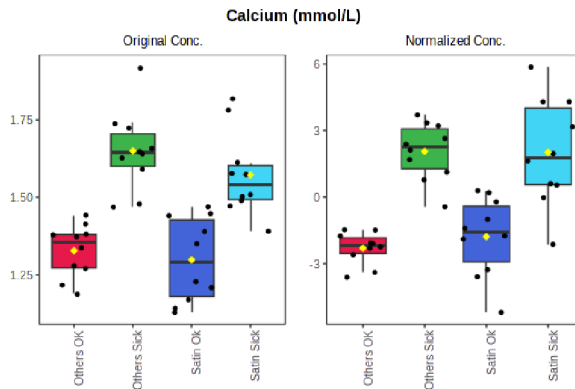 Calcium (mmol/L)
Original Conc.
Normalized Conc.
1.75
1.50
1.25
6
3
0
-3
Others OK
Others Sick
Satin Ok
Satin Sick
Others OK
Others Sick
Satin Ok
Satin Sick